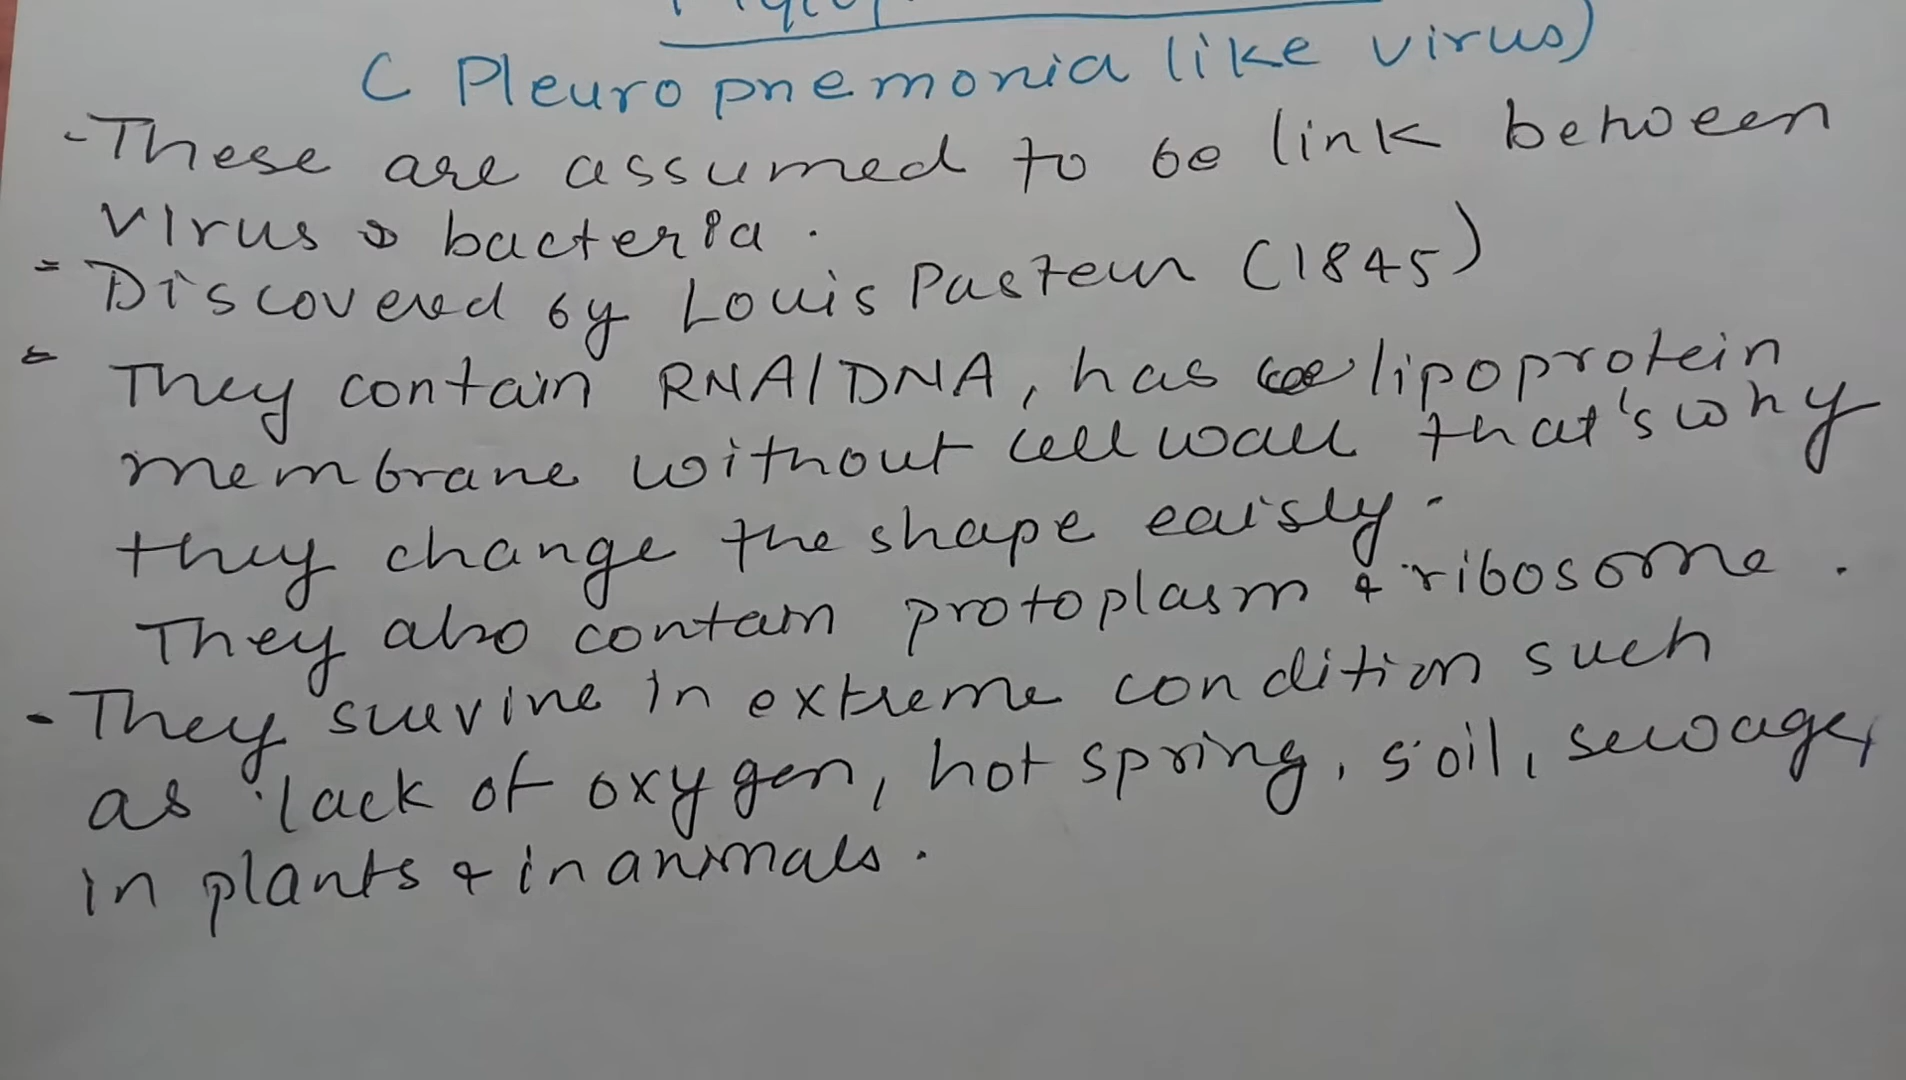 ( Pleuro pnemonia like virus)
- These are assumed to be link between
virus & bacteria .
= Discovered by Louis Pasteur (1845)
= They contain RNA/DNA, has lipoprotein
membrane without cell wall that's why
they change the shape eaisly.
They also contain protoplasm & ribosome .
- They survive in extreme condition such
as lack of oxygen, hot spring, soil, sewage,
in plants & in animals .